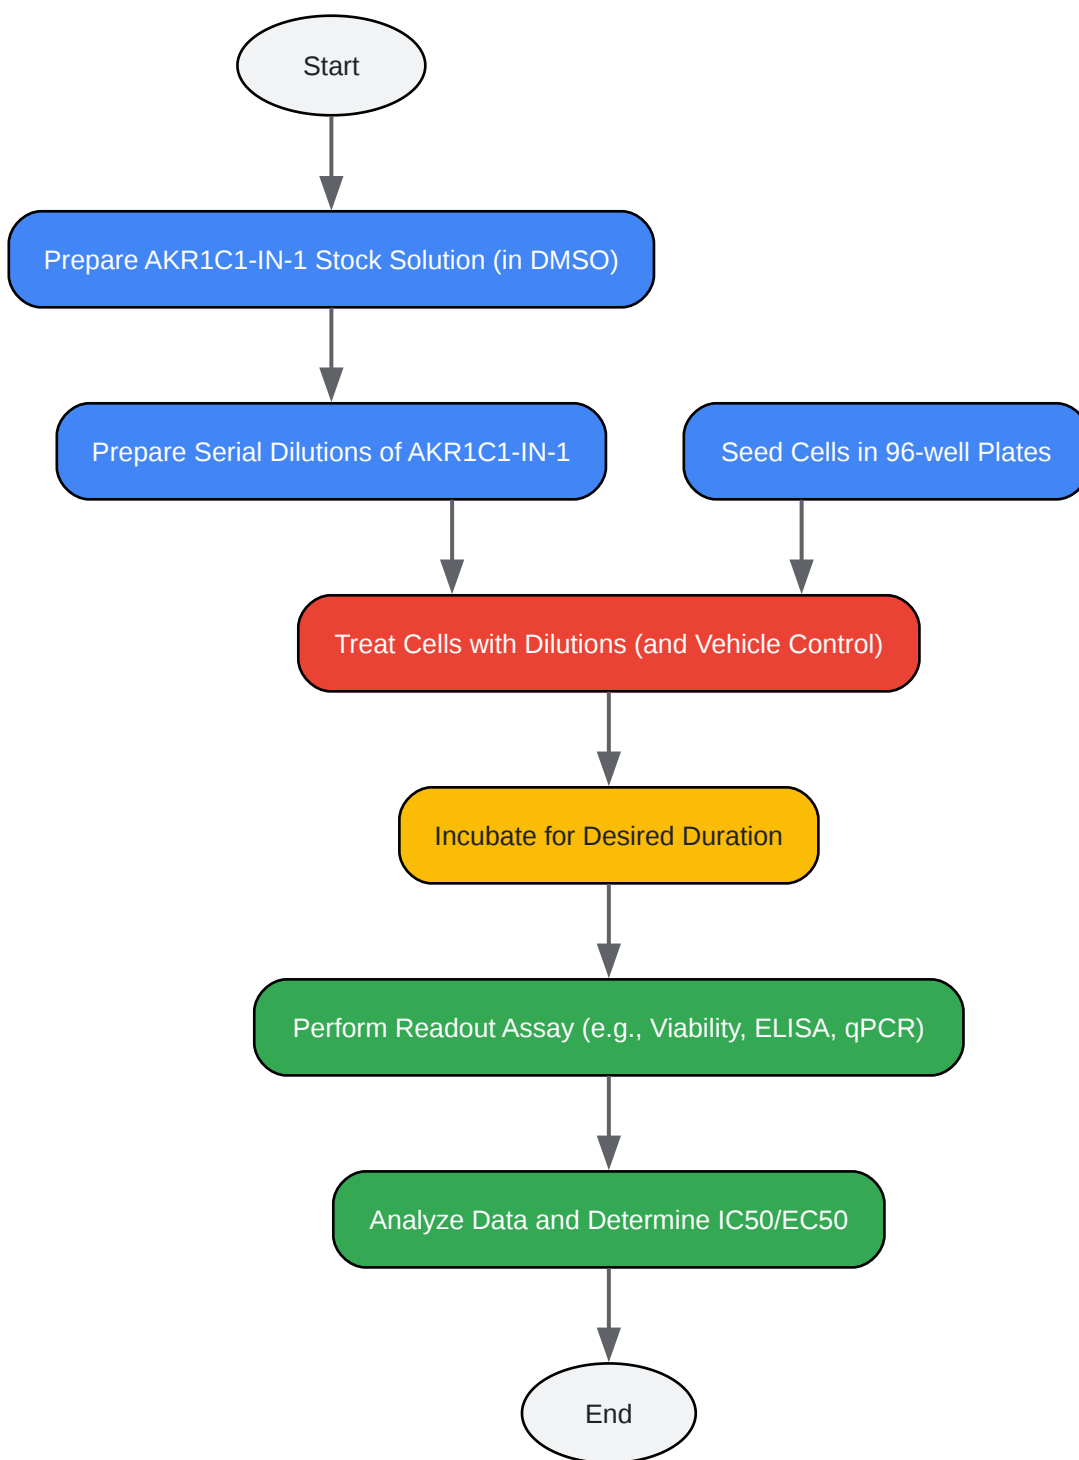 Start
Prepare AKR1C1-IN-1 Stock Solution (in DMSO)
Prepare Serial Dilutions of AKR1C1-IN-1
Seed Cells in 96-well Plates
Treat Cells with Dilutions (and Vehicle Control)
Incubate for Desired Duration
Perform Readout Assay (e.g., Viability, ELISA, qPCR)
Analyze Data and Determine IC50/EC50
End